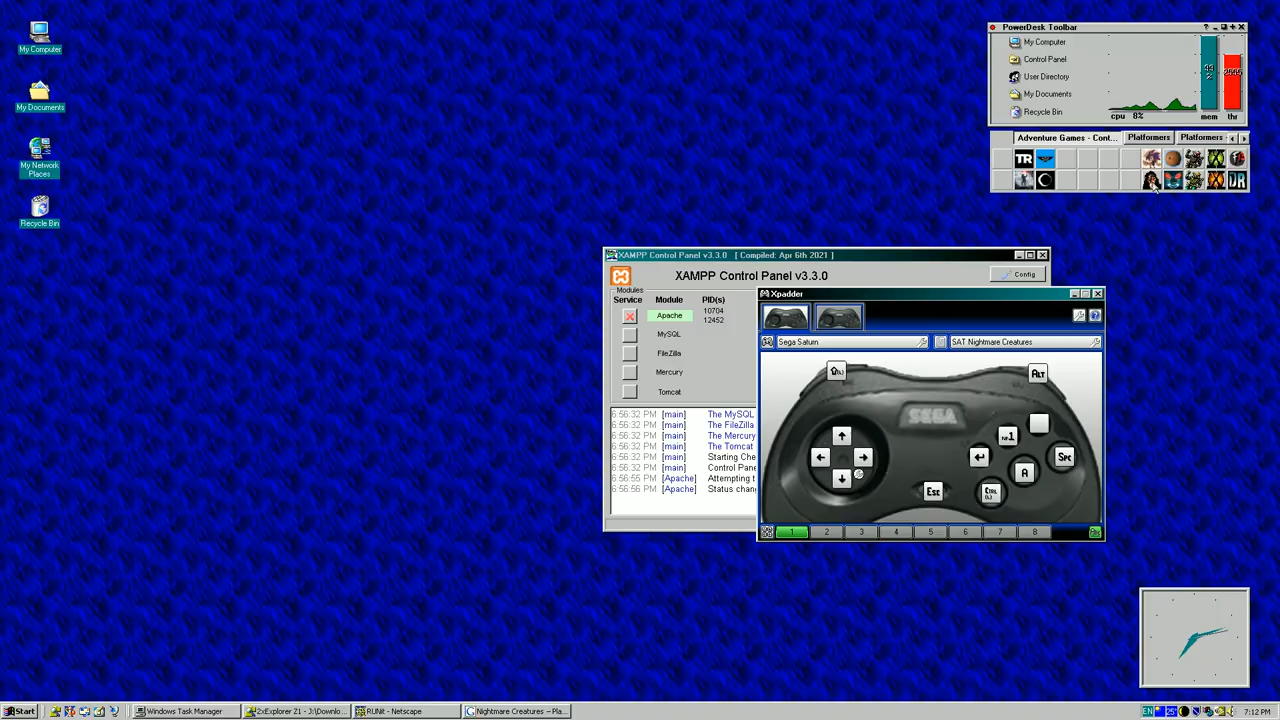 My Computer
My Documents
My Network
Places
Recycle Bin
PowerDesk Toolbar
My Computer
Control Panel
User Directory
My Documents
Recycle Bin
cpu 8%
mem
thr
Adventure Games - Cont...
Platformers
Platformers
TR
DR
XAMPP Control Panel v3.3.0 [ Compiled: Apr 6th 2021 ]
XAMPP Control Panel v3.3.0
Config
Modules
Service
Module
PID(s)
Apache
10704
12452
MySQL
FileZilla
Mercury
Tomcat
6:56:32 PM [main] The MySQL
6:56:32 PM [main] The FileZilla
6:56:32 PM [main] The Mercury
6:56:32 PM [main] The Tomcat
6:56:32 PM [main] Starting Che
6:56:32 PM [main] Control Pane
6:56:55 PM [Apache] Attempting t
6:56:56 PM [Apache] Status chang
Xpadder
Sega Saturn
SAT Nightmare Creatures
ALT
SEGA
1
Spc
A
Esc
CTRL
(L)
1 2 3 4 5 6 7 8
Start
Windows Task Manager
2xExplorer Z1 - J:\Downlo...
RUNit - Netscape
Nightmare Creatures – Pla...
EN
25°
7:12 PM